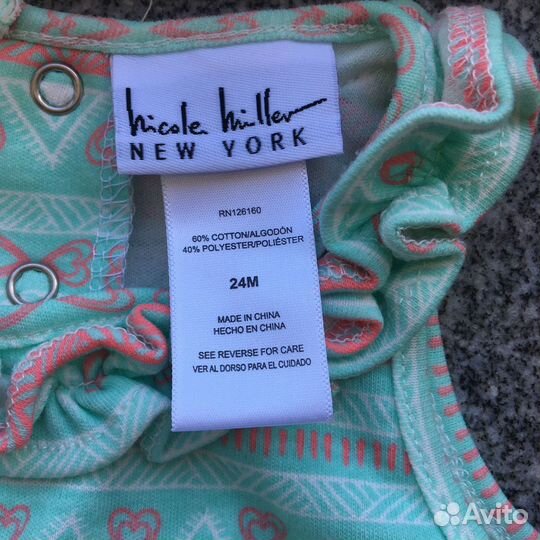 Nicole Miller
NEW YORK
RN126160
60% COTTON/ALGODÓN
40% POLYESTER/POLIÉSTER
24M
MADE IN CHINA
HECHO EN CHINA
SEE REVERSE FOR CARE
VER AL DORSO PARA EL CUIDADO
Avito